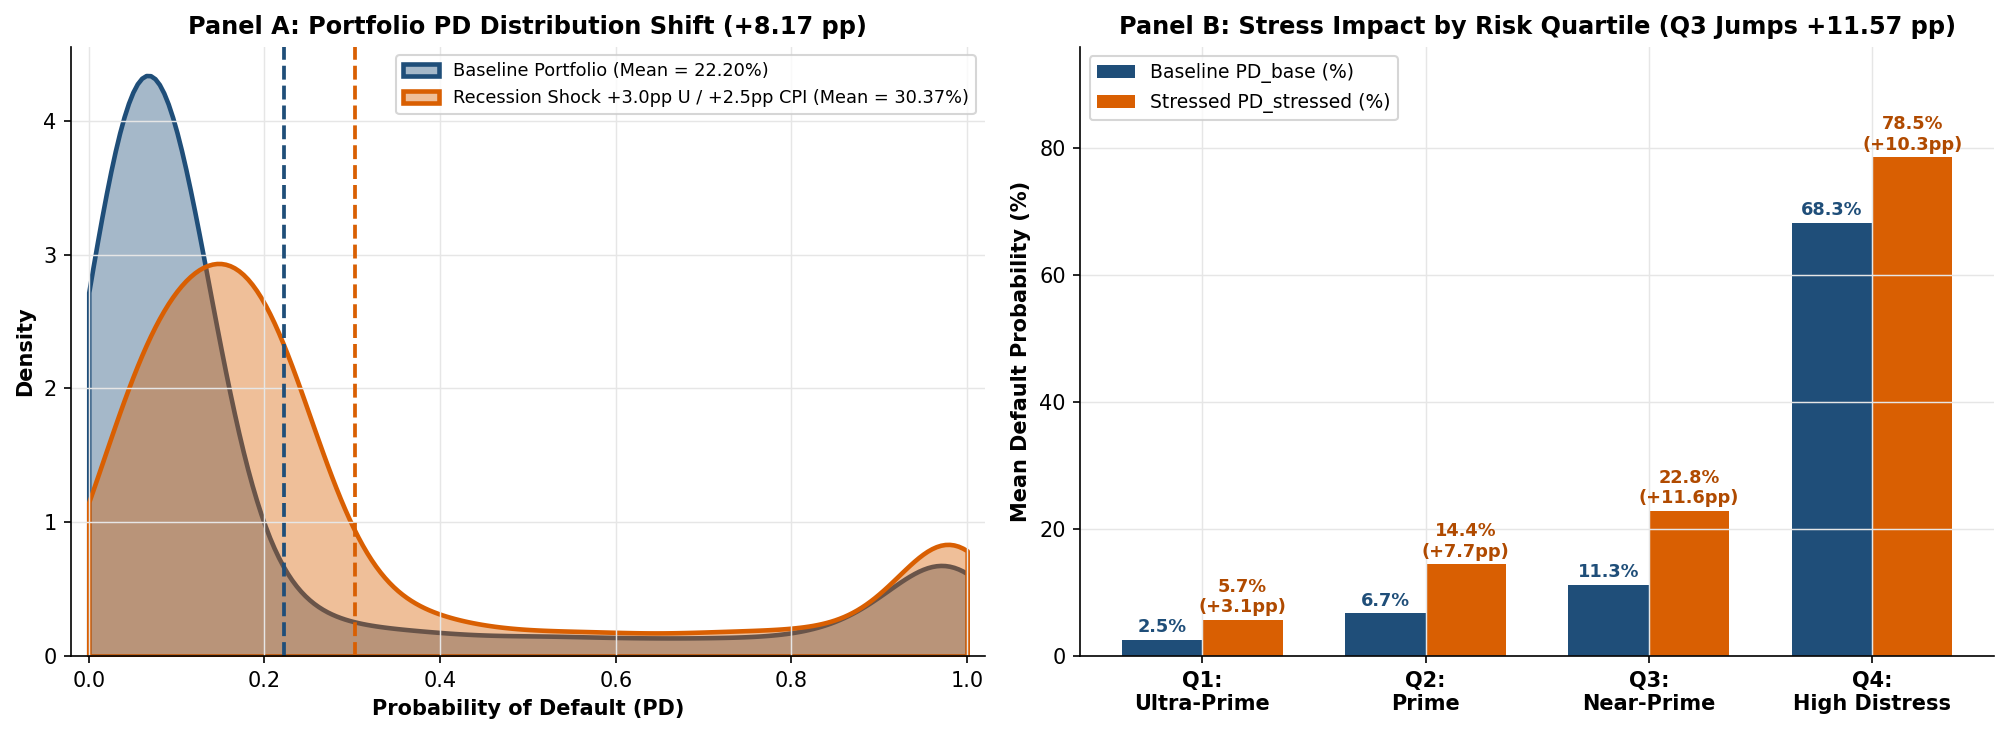 Panel A: Portfolio PD Distribution Shift (+8.17 pp)
Baseline Portfolio (Mean = 22.20%)
Recession Shock +3.0pp U / +2.5pp CPI (Mean = 30.37%)
Density
4
3
2
1
0
0.0 0.2 0.4 0.6 0.8 1.0
Probability of Default (PD)
Panel B: Stress Impact by Risk Quartile (Q3 Jumps +11.57 pp)
Baseline PD_base (%)
Stressed PD_stressed (%)
Mean Default Probability (%)
80
60
40
20
0
2.5%
5.7%
(+3.1pp)
6.7%
14.4%
(+7.7pp)
11.3%
22.8%
(+11.6pp)
68.3%
78.5%
(+10.3pp)
Q1:
Ultra-Prime
Q2:
Prime
Q3:
Near-Prime
Q4:
High Distress